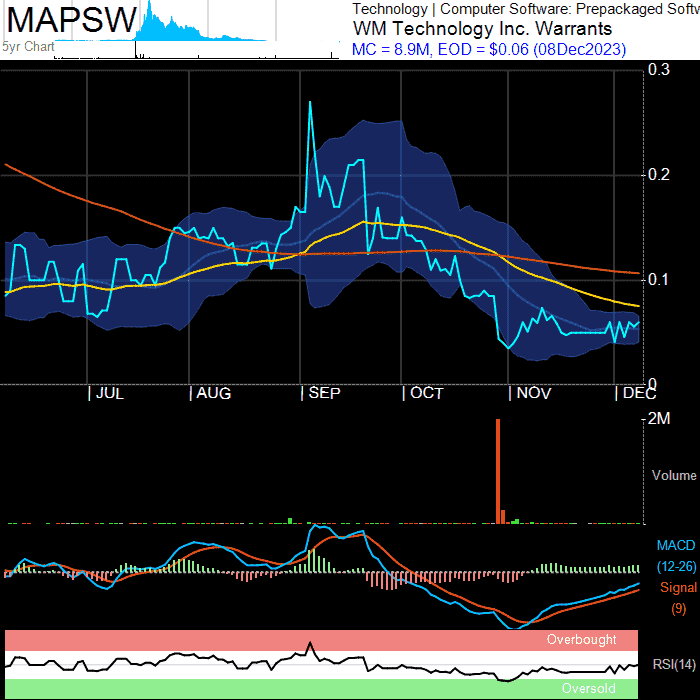 MAPSW
5yr Chart
Technology | Computer Software: Prepackaged Softw
WM Technology Inc. Warrants
MC = 8.9M, EOD = $0.06 (08Dec2023)
0.3
0.2
0.1
0
JUL AUG SEP OCT NOV DEC
2M
Volume
MACD
(12-26)
Signal
(9)
Overbought
RSI(14)
Oversold